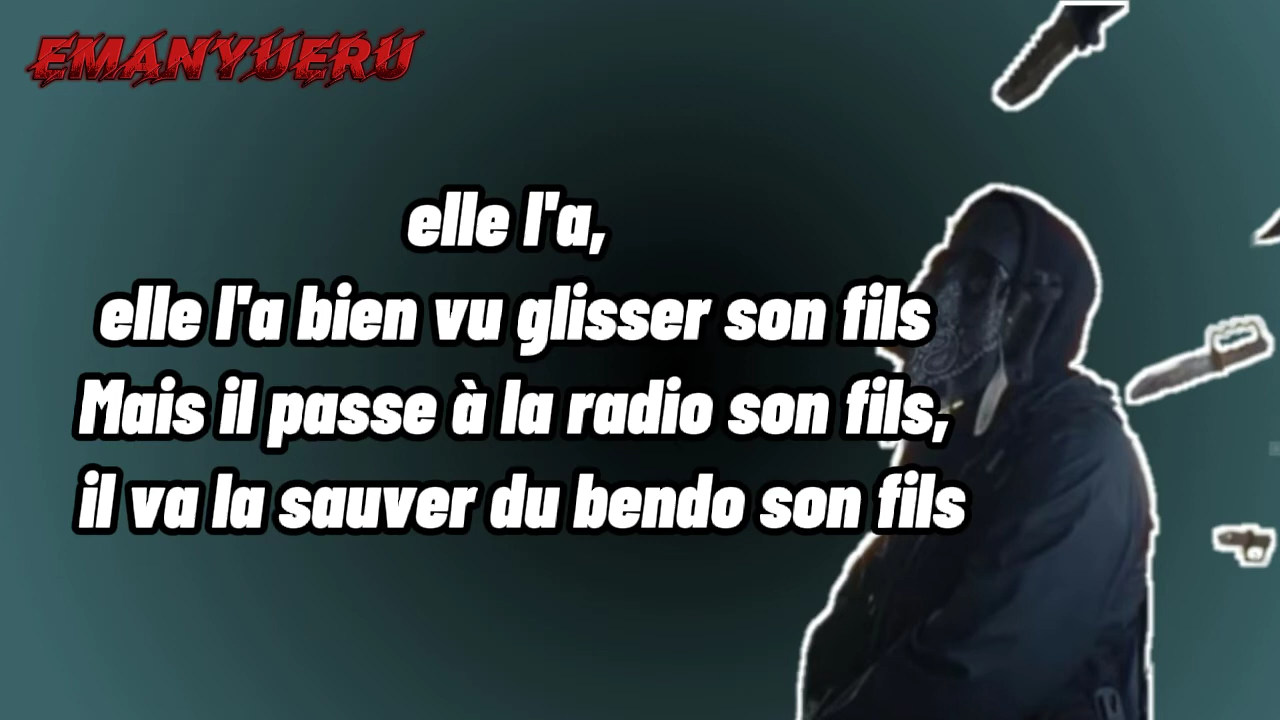 EMANYUERU
elle l'a,
elle l'a bien vu glisser son fils
Mais il passe à la radio son fils,
il va la sauver du bendo son fils